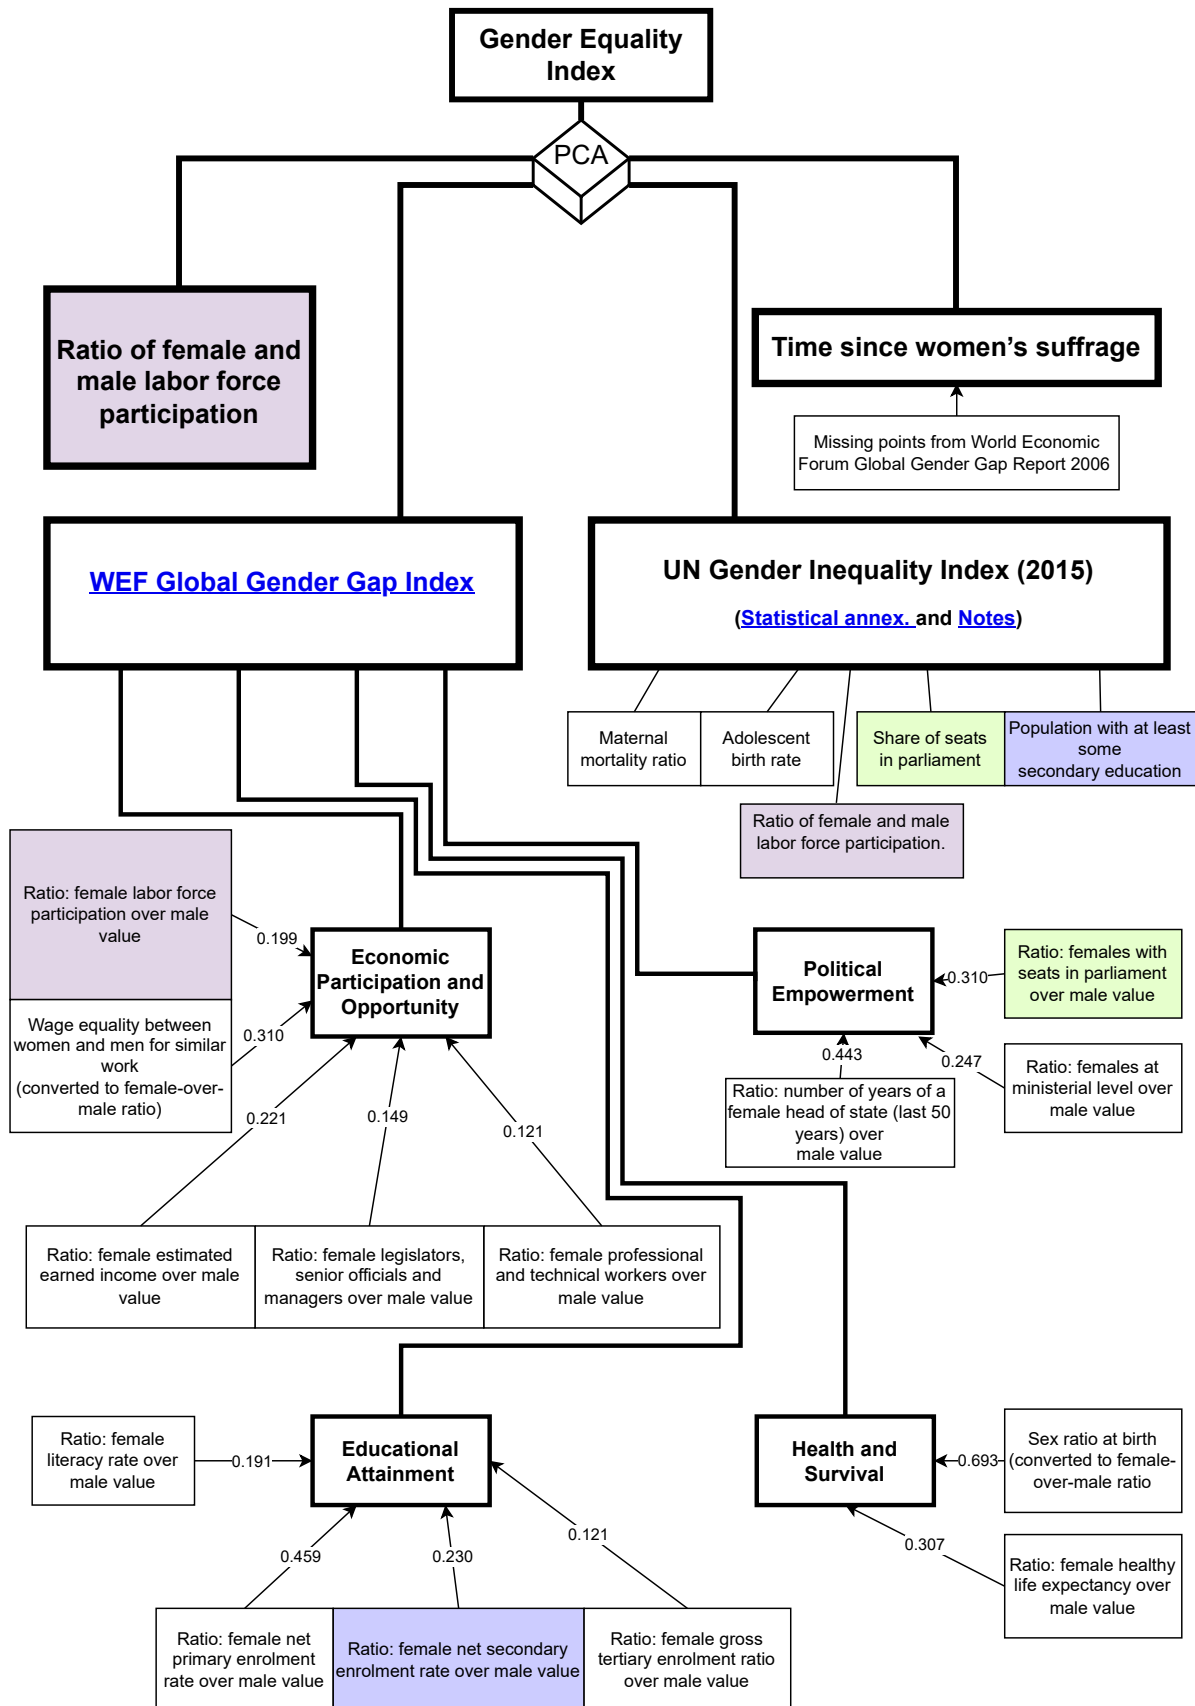 Gender Equality
Index
PCA
Ratio of female and
male labor force
participation
Time since women's suffrage
Missing points from World Economic
Forum Global Gender Gap Report 2006
WEF Global Gender Gap Index
UN Gender Inequality Index (2015)
(Statistical annex. and Notes)
Maternal
mortality ratio
Adolescent
birth rate
Share of seats
in parliament
Population with at least
some
secondary education
Ratio of female and male
labor force participation.
Ratio: female labor force
participation over male
value
0.199
Wage equality between
women and men for similar
work
(converted to female-over-
male ratio)
0.310
Economic
Participation and
Opportunity
0.221
0.149
0.121
Ratio: female estimated
earned income over male
value
Ratio: female legislators,
senior officials and
managers over male value
Ratio: female professional
and technical workers over
male value
Political
Empowerment
0.310
Ratio: females with
seats in parliament
over male value
0.443
0.247
Ratio: number of years of a
female head of state (last 50
years) over
male value
Ratio: females at
ministerial level over
male value
Ratio: female
literacy rate over
male value
0.191
Educational
Attainment
0.459
0.230
0.121
Ratio: female net
primary enrolment
rate over male value
Ratio: female net secondary
enrolment rate over male value
Ratio: female gross
tertiary enrolment ratio
over male value
Health and
Survival
0.693
Sex ratio at birth
(converted to female-
over-male ratio
0.307
Ratio: female healthy
life expectancy over
male value